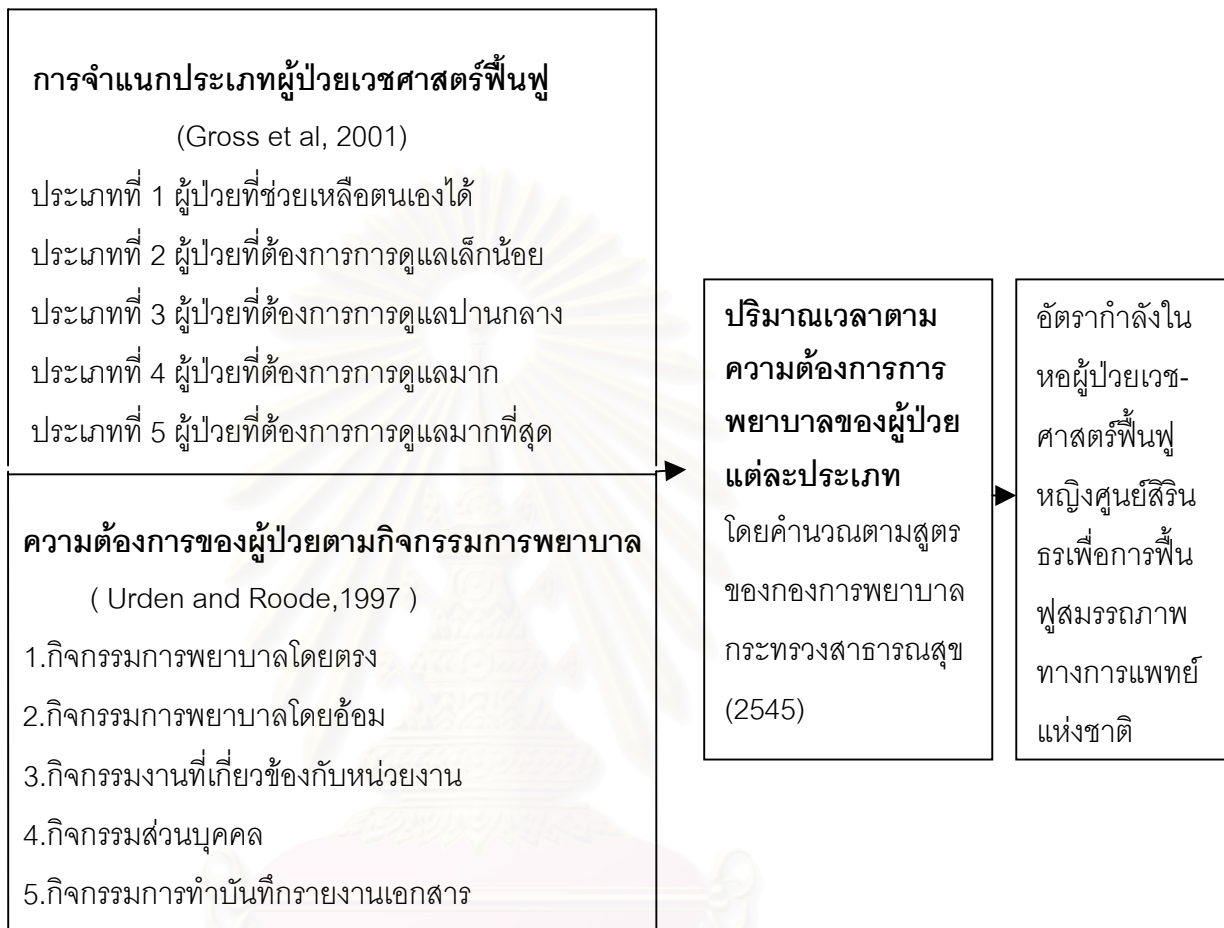 การจำแนกประเภทผู้ป่วยเวชศาสตร์ฟื้นฟู
(Gross et al, 2001)
ประเภทที่ 1 ผู้ป่วยที่ช่วยเหลือตนเองได้
ประเภทที่ 2 ผู้ป่วยที่ต้องการการดูแลเล็กน้อย
ประเภทที่ 3 ผู้ป่วยที่ต้องการการดูแลปานกลาง
ประเภทที่ 4 ผู้ป่วยที่ต้องการการดูแลมาก
ประเภทที่ 5 ผู้ป่วยที่ต้องการการดูแลมากที่สุด
ความต้องการของผู้ป่วยตามกิจกรรมการพยาบาล
( Urden and Roode,1997 )
1.กิจกรรมการพยาบาลโดยตรง
2.กิจกรรมการพยาบาลโดยอ้อม
3.กิจกรรมงานที่เกี่ยวข้องกับหน่วยงาน
4.กิจกรรมส่วนบุคคล
5.กิจกรรมการทำบันทึกรายงานเอกสาร
ปริมาณเวลาตาม
ความต้องการการ
พยาบาลของผู้ป่วย
แต่ละประเภท
โดยคำนวณตามสูตร
ของกองการพยาบาล
กระทรวงสาธารณสุข
(2545)
อัตรากำลังใน
หอผู้ป่วยเวช-
ศาสตร์ฟื้นฟู
หญิงศูนย์สิริน
ธรเพื่อการฟื้น
ฟูสมรรถภาพ
ทางการแพทย์
แห่งชาติ